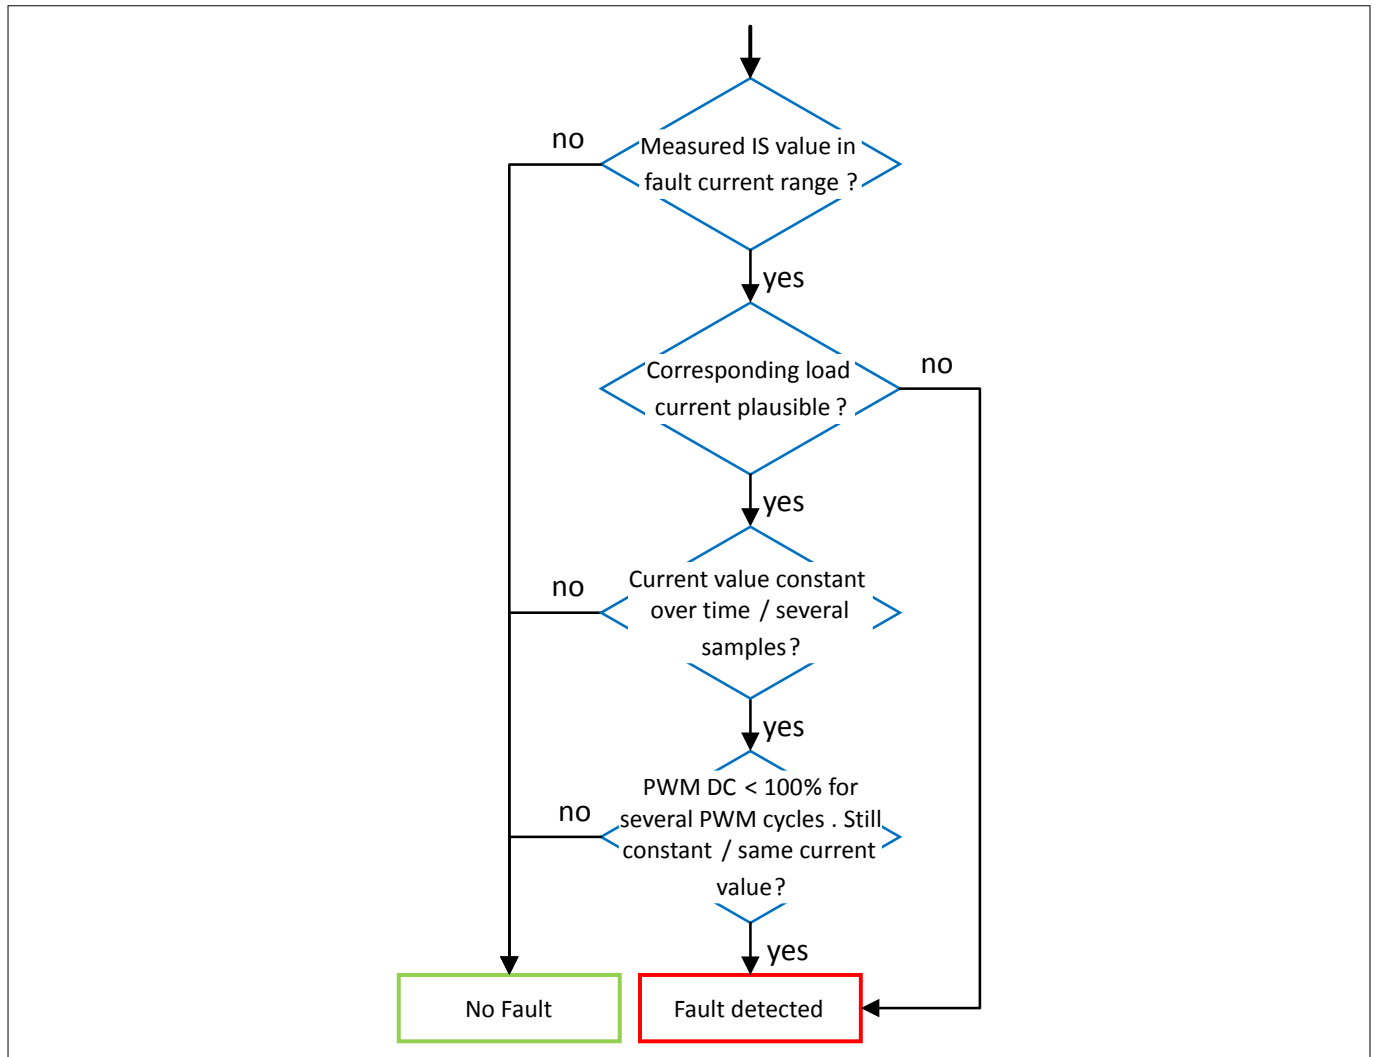 no
Measured IS value in
fault current range ?
yes
Corresponding load
current plausible ?
no
yes
no
Current value constant
over time / several
samples?
yes
no
PWM DC < 100% for
several PWM cycles . Still
constant / same current
value?
yes
No Fault
Fault detected